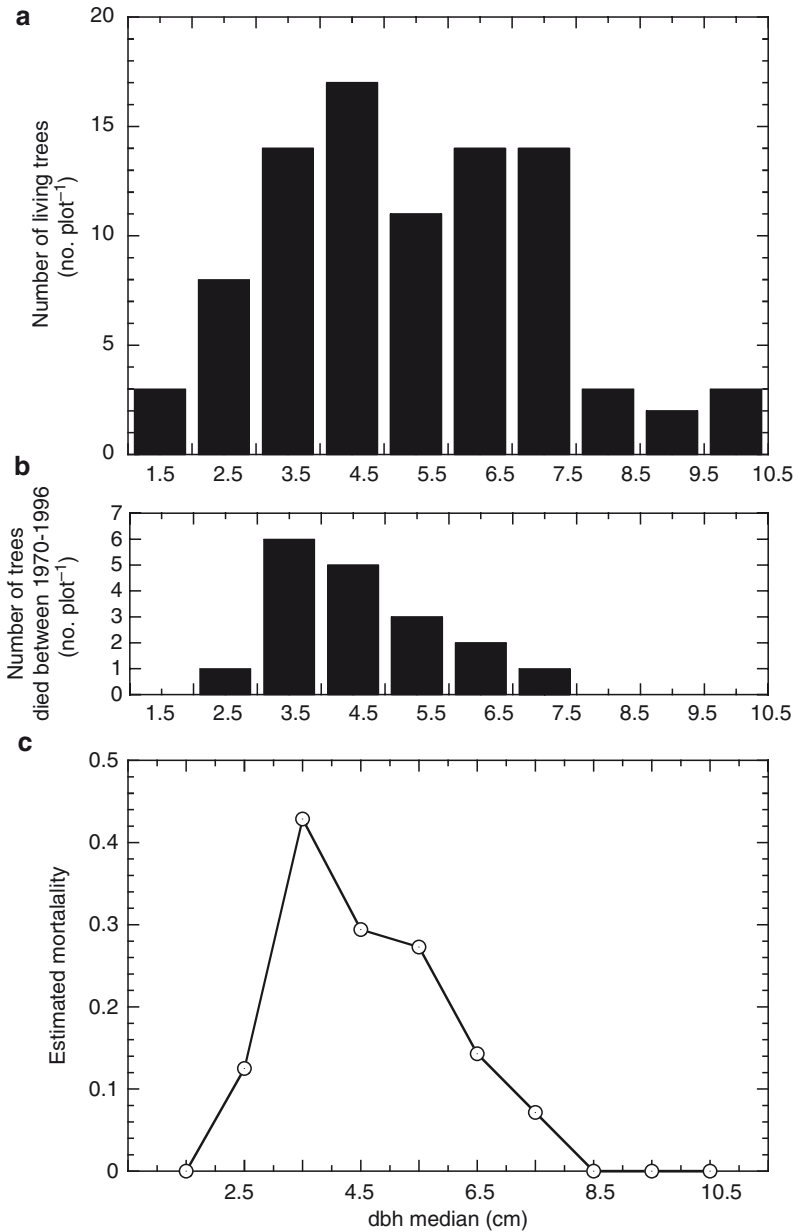 a
Number of living trees
(no. plot⁻¹)
20
15
10
5
0
1.5 2.5 3.5 4.5 5.5 6.5 7.5 8.5 9.5 10.5
b
Number of trees
died between 1970-1996
(no. plot⁻¹)
7
6
5
4
3
2
1
0
1.5 2.5 3.5 4.5 5.5 6.5 7.5 8.5 9.5 10.5
c
Estimated mortalality
0.5
0.4
0.3
0.2
0.1
0
2.5 4.5 6.5 8.5 10.5
dbh median (cm)